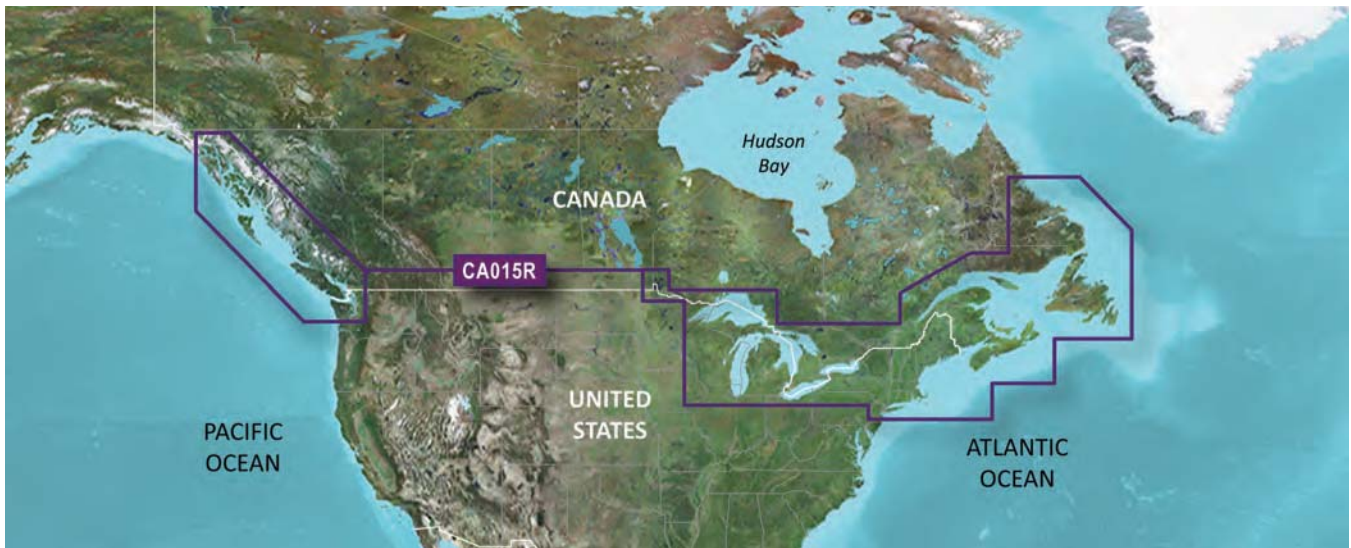 Hudson
Bay
CANADA
CA015R
UNITED
STATES
PACIFIC
OCEAN
ATLANTIC
OCEAN